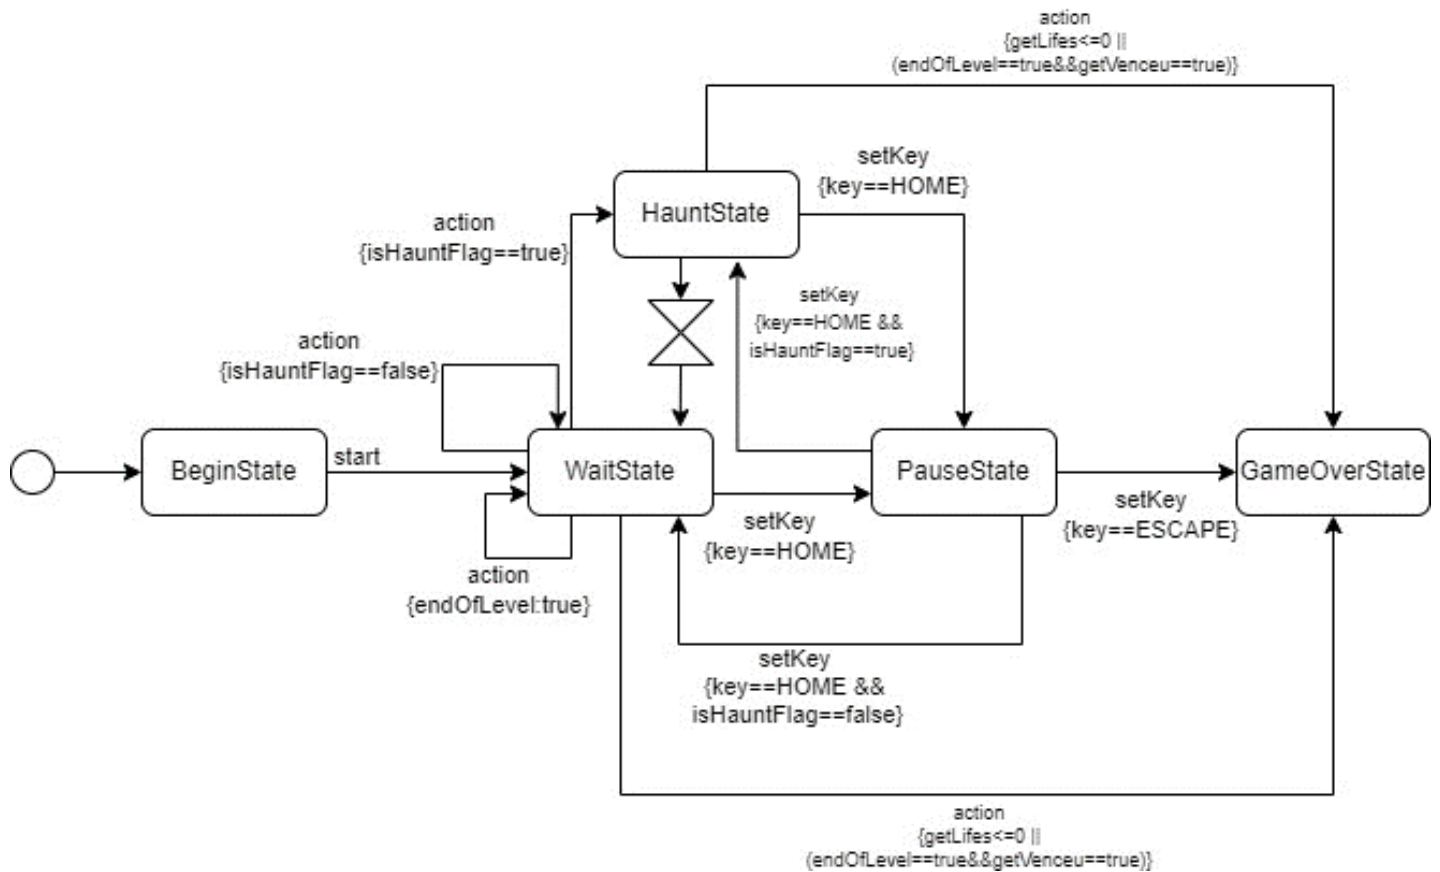 action
{getLifes<=0 ||
(endOfLevel==true&&getVenceu==true)}
setKey
{key==HOME}
HauntState
action
{isHauntFlag==true}
setKey
{key==HOME &&
isHauntFlag==true}
action
{isHauntFlag==false}
BeginState
start
WaitState
PauseState
GameOverState
setKey
{key==ESCAPE}
setKey
{key==HOME}
action
{endOfLevel:true}
setKey
{key==HOME &&
isHauntFlag==false}
action
{getLifes<=0 ||
(endOfLevel==true&&getVenceu==true)}